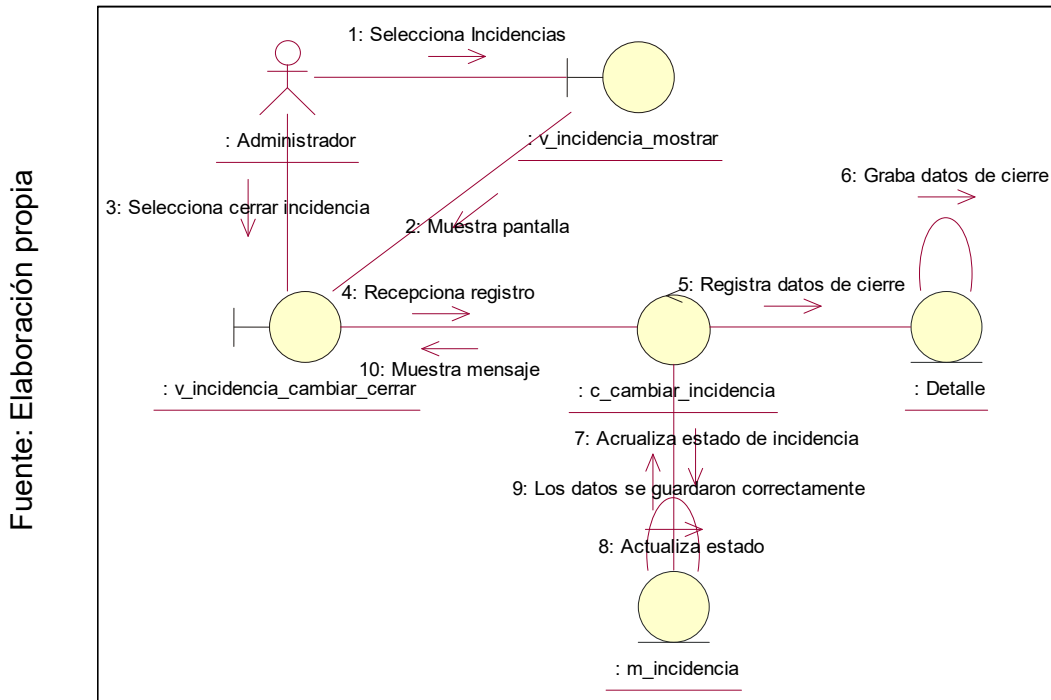 Fuente: Elaboración propia
1: Selecciona Incidencias
: Administrador
: v_incidencia_mostrar
6: Graba datos de cierre
3: Selecciona cerrar incidencia
2: Muestra pantalla
4: Recepciona registro
5: Registra datos de cierre
10: Muestra mensaje
: v_incidencia_cambiar_cerrar
: c_cambiar_incidencia
: Detalle
7: Acrualiza estado de incidencia
9: Los datos se guardaron correctamente
8: Actualiza estado
: m_incidencia